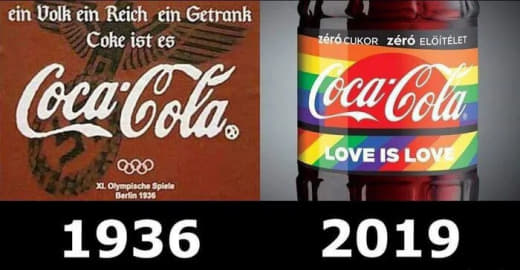 ein Volk ein Reich ein Getrank
Coke ist es
Coca-Cola
XI. Olympische Spiele
Berlin 1936
1936
zéró CUKOR zéró ELŐÍTÉLET
Coca-Cola
LOVE IS LOVE
2019